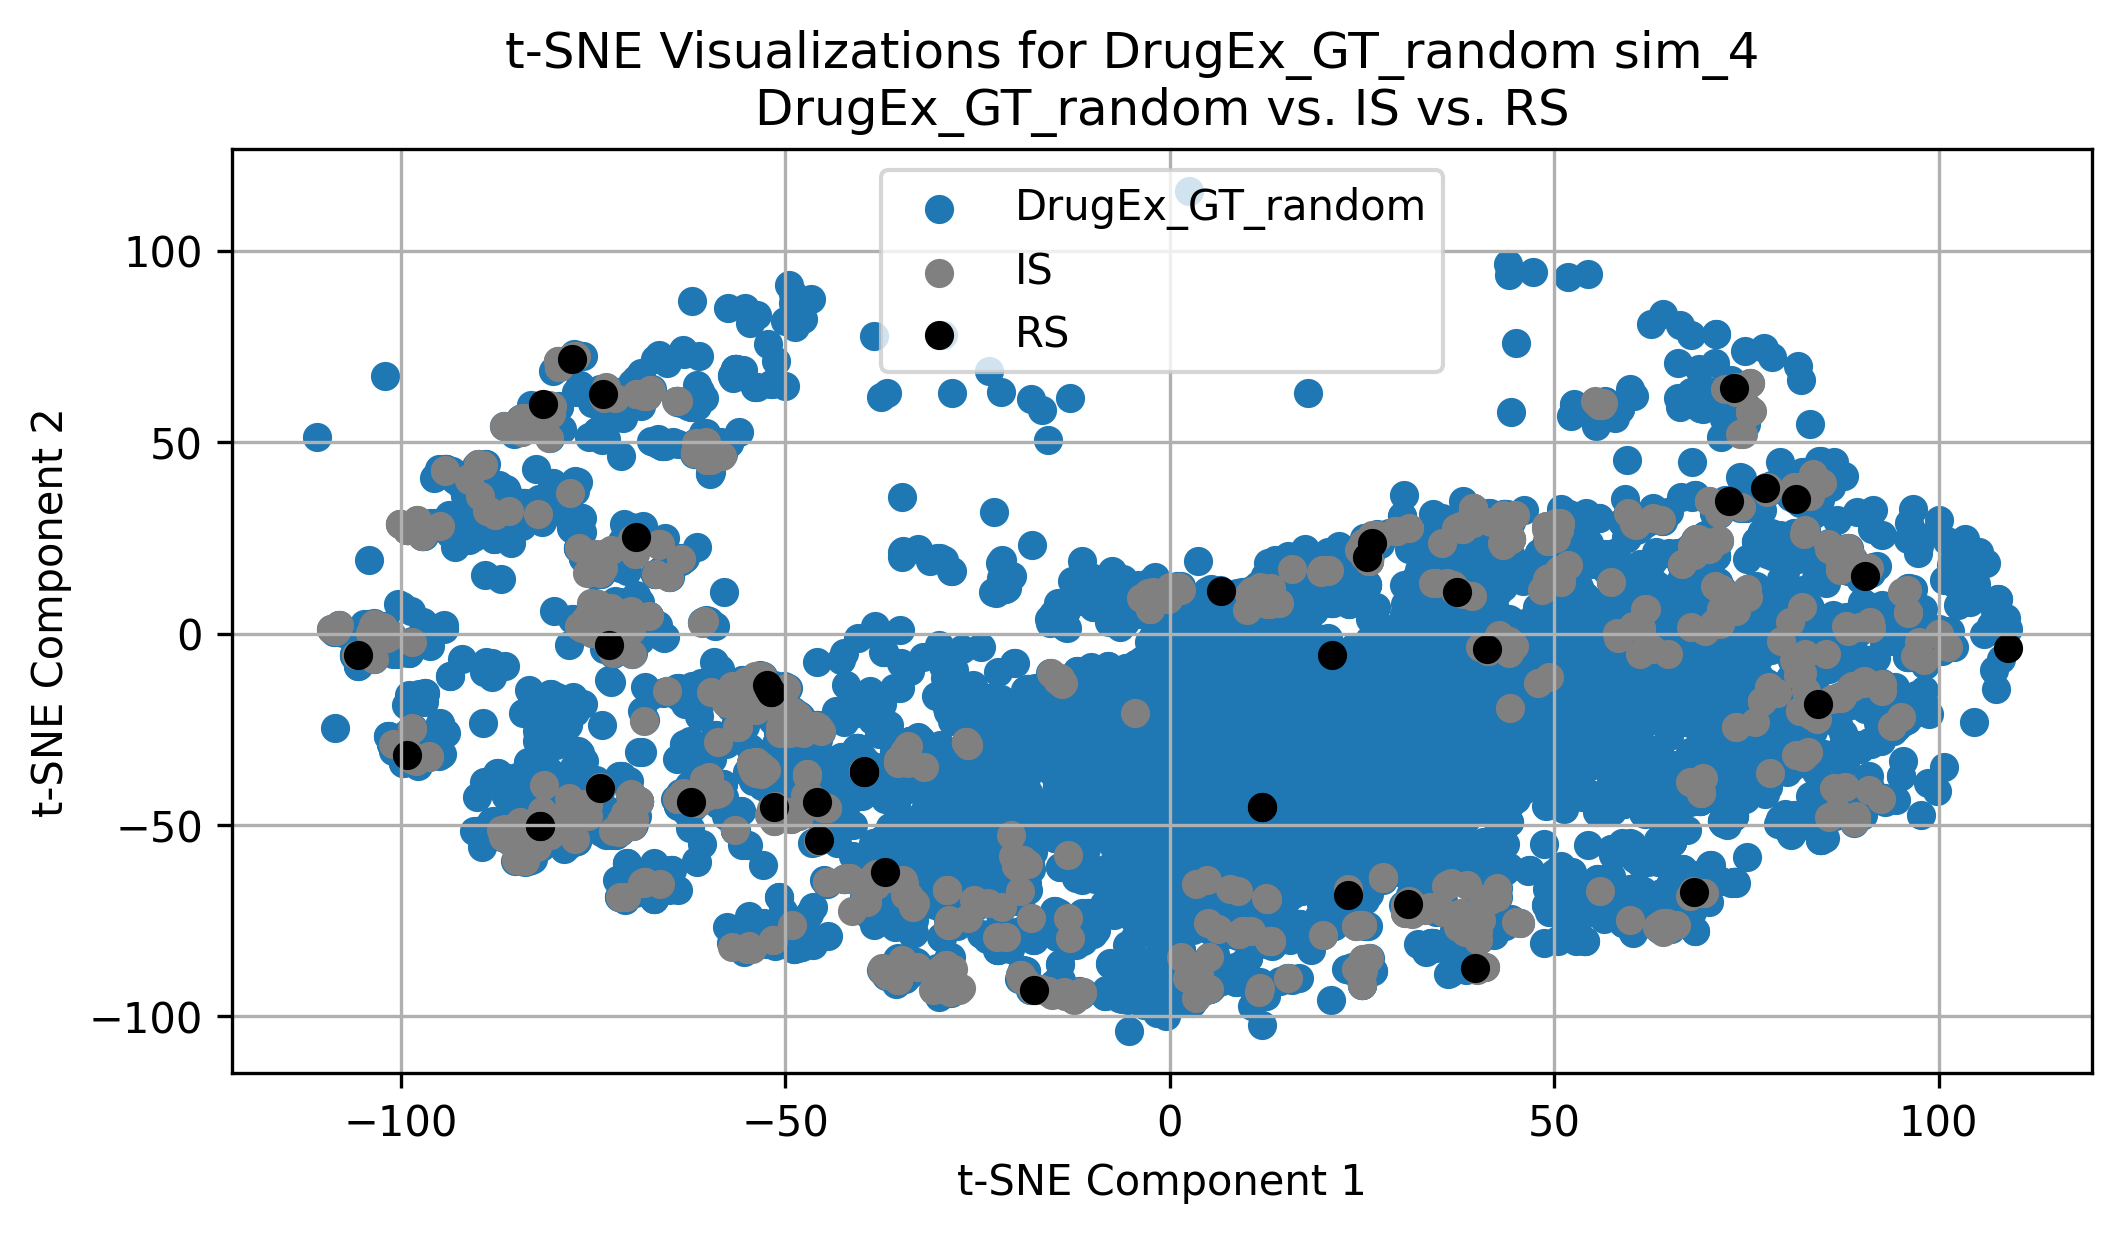 t-SNE Visualizations for DrugEx_GT_random sim_4
DrugEx_GT_random vs. IS vs. RS
DrugEx_GT_random
IS
RS
100
50
0
−50
−100
t-SNE Component 2
−100
−50
0
50
100
t-SNE Component 1